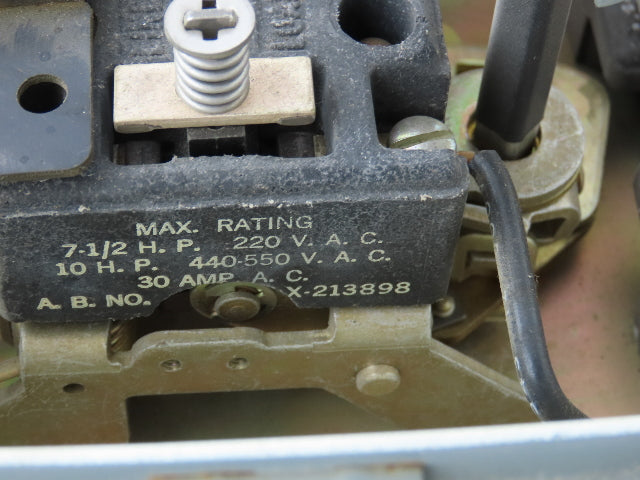 MAX. RATING
7-1/2 H. P. 220 V. A. C.
10 H. P. 440-550 V. A. C.
30 AMP. A. C.
A. B. NO. X-213898